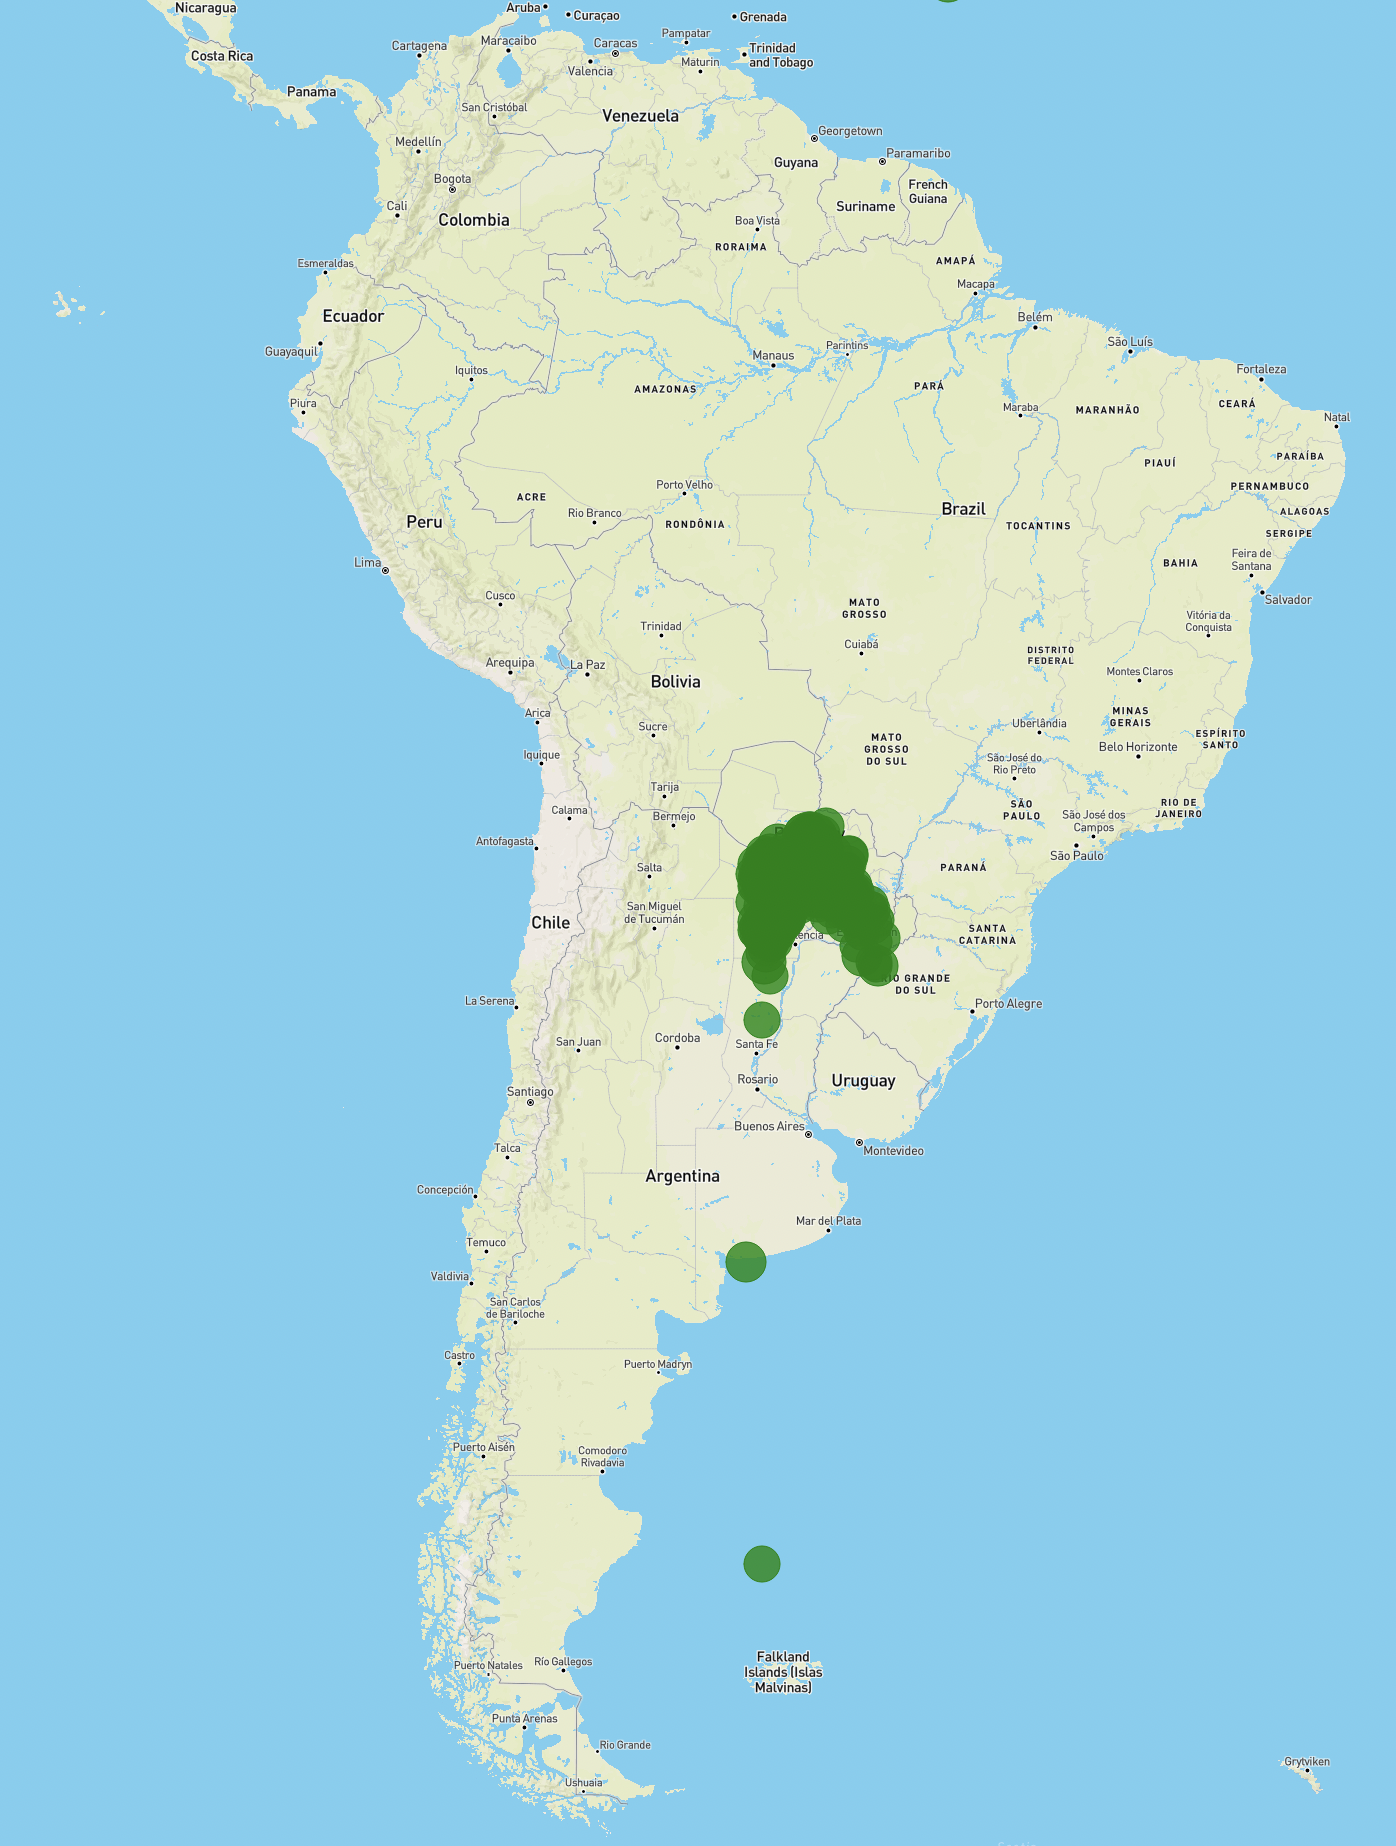 Nicaragua
Aruba
Curaçao
Grenada
Costa Rica
Cartagena
Maracaibo
Caracas
Pampatar
Trinidad
and Tobago
Valencia
Maturin
Panama
San Cristóbal
Venezuela
Georgetown
Medellín
Paramaribo
Guyana
Bogota
French
Guiana
Cali
Suriname
Colombia
Boa Vista
RORAIMA
Esmeraldas
AMAPÁ
Macapa
Ecuador
Belém
Guayaquil
Manaus
Parintins
São Luís
Iquitos
Fortaleza
AMAZONAS
PARÁ
Piura
Maraba
MARANHÃO
CEARÁ
Natal
PIAUÍ
PARAÍBA
Porto Velho
PERNAMBUCO
ACRE
Rio Branco
RONDÔNIA
Brazil
ALAGOAS
Peru
TOCANTINS
SERGIPE
Lima
BAHIA
Feira de
Santana
Cusco
MATO
GROSSO
Salvador
Trinidad
Cuiabá
Vitória da
Conquista
Arequipa
La Paz
DISTRITO
FEDERAL
Bolivia
Montes Claros
Arica
Sucre
MINAS
GERAIS
Uberlândia
ESPÍRITO
SANTO
Iquique
MATO
GROSSO
DO SUL
Belo Horizonte
São José do
Rio Preto
Tarija
Calama
Bermejo
SÃO
PAULO
São José dos
Campos
RIO DE
JANEIRO
Antofagasta
São Paulo
Salta
PARANÁ
San Miguel
de Tucumán
Chile
SANTA
CATARINA
encia
IO GRANDE
DO SUL
La Serena
Porto Alegre
San Juan
Cordoba
Santa Fe
Rosario
Uruguay
Santiago
Buenos Aires
Talca
Montevideo
Argentina
Concepción
Mar del Plata
Temuco
Valdivia
San Carlos
de Bariloche
Castro
Puerto Madryn
Puerto Aisén
Comodoro
Rivadavia
Puerto Natales
Río Gallegos
Falkland
Islands (Islas
Malvinas)
Punta Arenas
Rio Grande
Grytviken
Ushuaia